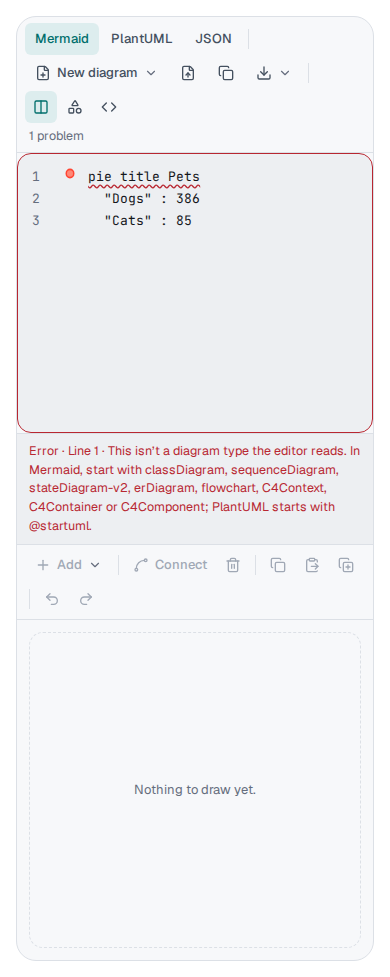 Mermaid PlantUML JSON
New diagram
1 problem
1 pie title Pets
2 "Dogs" : 386
3 "Cats" : 85
Error · Line 1 · This isn't a diagram type the editor reads. In
Mermaid, start with classDiagram, sequenceDiagram,
stateDiagram-v2, erDiagram, flowchart, C4Context,
C4Container or C4Component; PlantUML starts with
@startuml.
Add Connect
Nothing to draw yet.